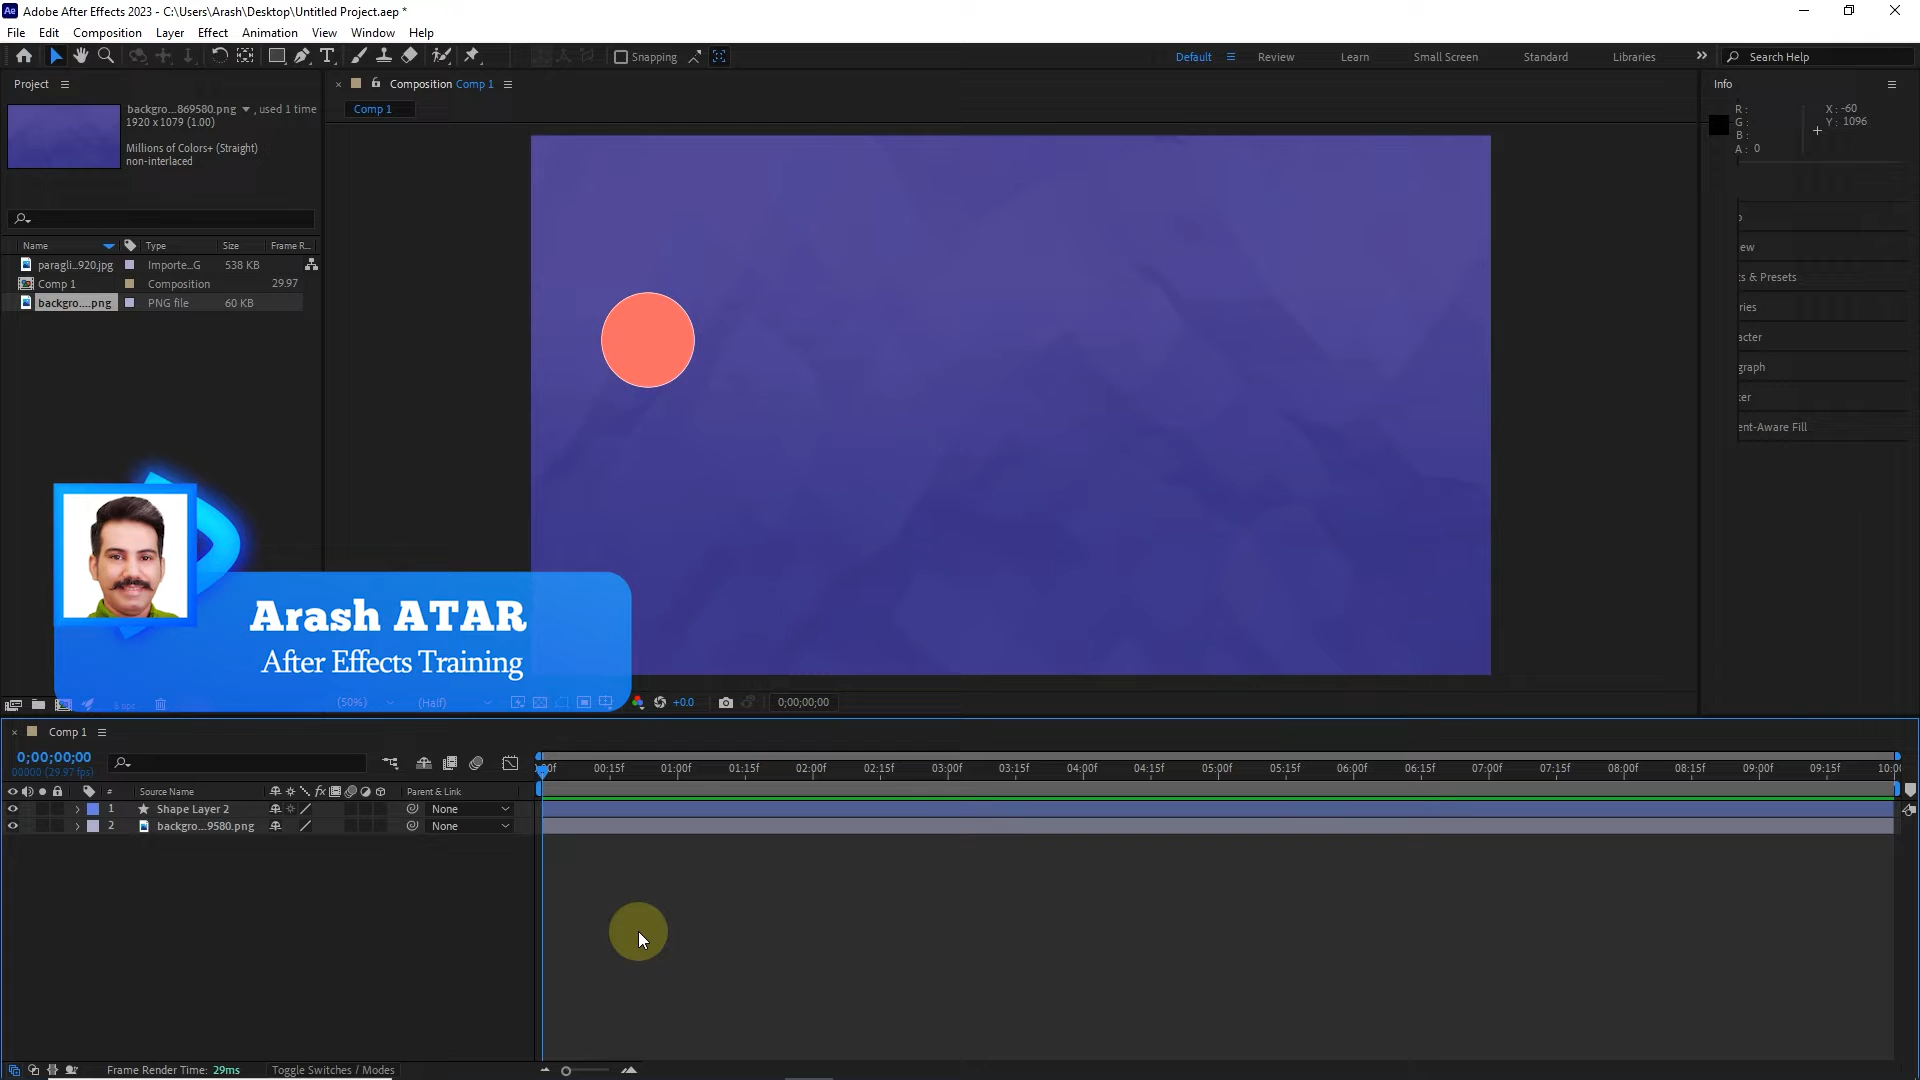 Ae Adobe After Effects 2023 - C:\Users\Arash\Desktop\Untitled Project.aep *
File Edit Composition Layer Effect Animation View Window Help
Snapping Default Review Learn Small Screen Standard Libraries Search Help
Project
backgro...869580.png , used 1 time
1920 x 1079 (1.00)
Millions of Colors+ (Straight)
non-interlaced
Name Type Size Frame R...
paragli...920.jpg Importe...G 538 KB
Comp 1 Composition 29.97
backgro....png PNG file 60 KB
Composition Comp 1
Comp 1
Info
R :
G :
B :
A : 0
X : -60
Y : 1096
ew
s & Presets
ries
acter
graph
ker
ent-Aware Fill
Arash ATAR
After Effects Training
8 bpc (50%) (Half) +0.0 0;00;00;00
Comp 1
0;00;00;00
00000 (29.97 fps)
:00f 00:15f 01:00f 01:15f 02:00f 02:15f 03:00f 03:15f 04:00f 04:15f 05:00f 05:15f 06:00f 06:15f 07:00f 07:15f 08:00f 08:15f 09:00f 09:15f 10:0
# Source Name fx Parent & Link
1 Shape Layer 2 None
2 backgro...9580.png None
Frame Render Time: 29ms Toggle Switches / Modes